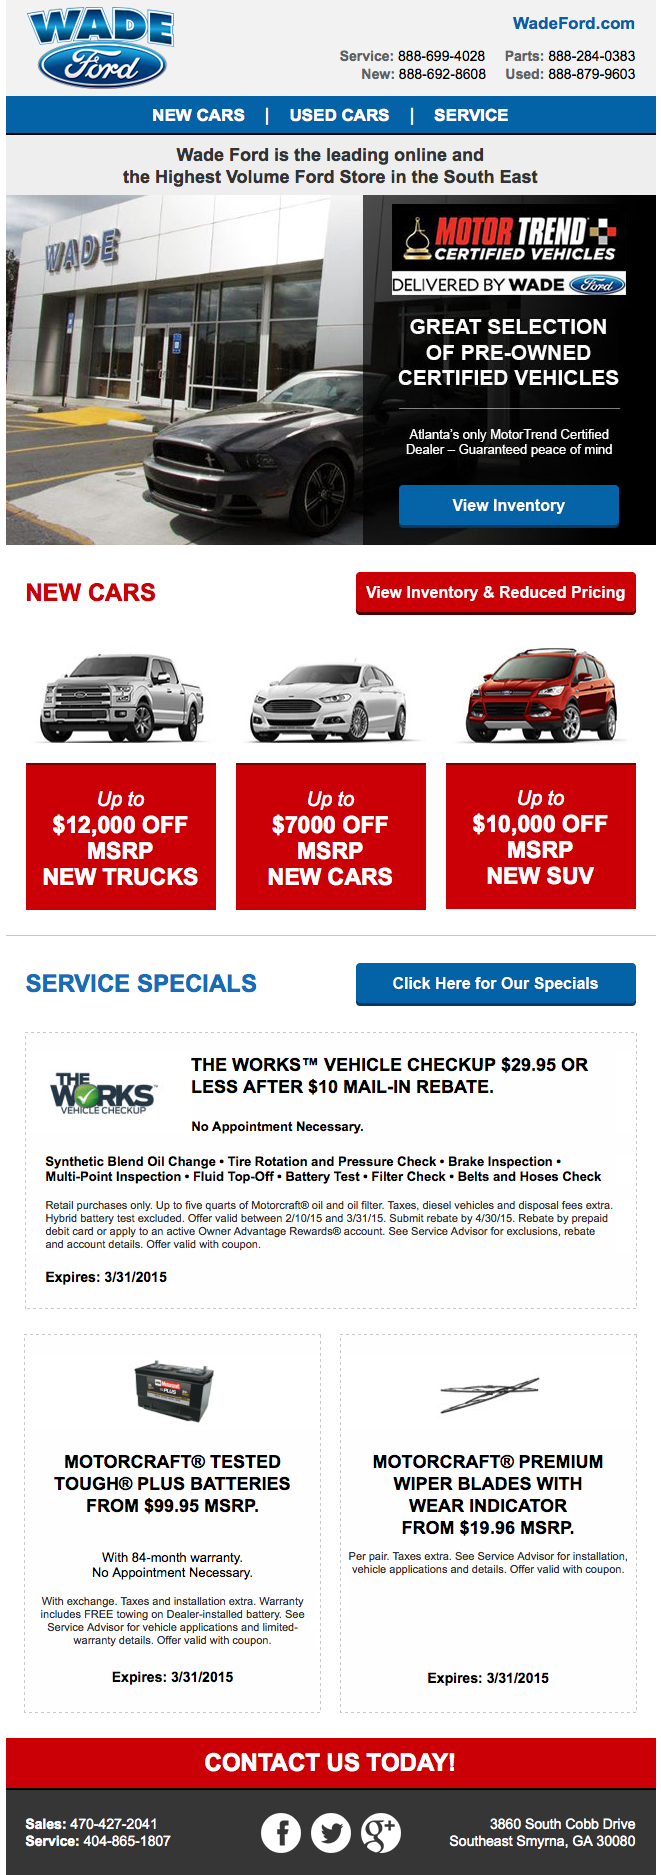 WADE
Ford
WadeFord.com
Service: 888-699-4028 Parts: 888-284-0383
New: 888-692-8608 Used: 888-879-9603
NEW CARS | USED CARS | SERVICE
Wade Ford is the leading online and
the Highest Volume Ford Store in the South East
WADE
MOTOR TREND
CERTIFIED VEHICLES
DELIVERED BY WADE Ford
GREAT SELECTION
OF PRE-OWNED
CERTIFIED VEHICLES
Atlanta's only MotorTrend Certified
Dealer – Guaranteed peace of mind
View Inventory
NEW CARS
View Inventory & Reduced Pricing
Up to
$12,000 OFF
MSRP
NEW TRUCKS
Up to
$7000 OFF
MSRP
NEW CARS
Up to
$10,000 OFF
MSRP
NEW SUV
SERVICE SPECIALS
Click Here for Our Specials
THE
WORKS™
VEHICLE CHECKUP
THE WORKS™ VEHICLE CHECKUP $29.95 OR
LESS AFTER $10 MAIL-IN REBATE.
No Appointment Necessary.
Synthetic Blend Oil Change • Tire Rotation and Pressure Check • Brake Inspection •
Multi-Point Inspection • Fluid Top-Off • Battery Test • Filter Check • Belts and Hoses Check
Retail purchases only. Up to five quarts of Motorcraft® oil and oil filter. Taxes, diesel vehicles and disposal fees extra.
Hybrid battery test excluded. Offer valid between 2/10/15 and 3/31/15. Submit rebate by 4/30/15. Rebate by prepaid
debit card or apply to an active Owner Advantage Rewards® account. See Service Advisor for exclusions, rebate
and account details. Offer valid with coupon.
Expires: 3/31/2015
Motorcraft
PLUS
MOTORCRAFT® TESTED
TOUGH® PLUS BATTERIES
FROM $99.95 MSRP.
With 84-month warranty.
No Appointment Necessary.
With exchange. Taxes and installation extra. Warranty
includes FREE towing on Dealer-installed battery. See
Service Advisor for vehicle applications and limited-
warranty details. Offer valid with coupon.
Expires: 3/31/2015
MOTORCRAFT® PREMIUM
WIPER BLADES WITH
WEAR INDICATOR
FROM $19.96 MSRP.
Per pair. Taxes extra. See Service Advisor for installation,
vehicle applications and details. Offer valid with coupon.
Expires: 3/31/2015
CONTACT US TODAY!
Sales: 470-427-2041
Service: 404-865-1807
f
g+
3860 South Cobb Drive
Southeast Smyrna, GA 30080